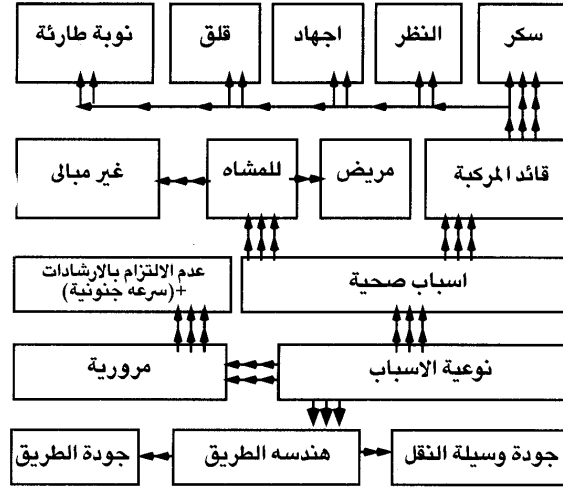 سكر
النظر
اجهاد
قلق
نوبة طارئة
قائد المركبة
مريض
للمشاه
غير مبالى
اسباب صحية
عدم الالتزام بالارشادات
+(سرعه جنونية)
نوعية الاسباب
مرورية
جودة وسيلة النقل
هندسه الطريق
جودة الطريق